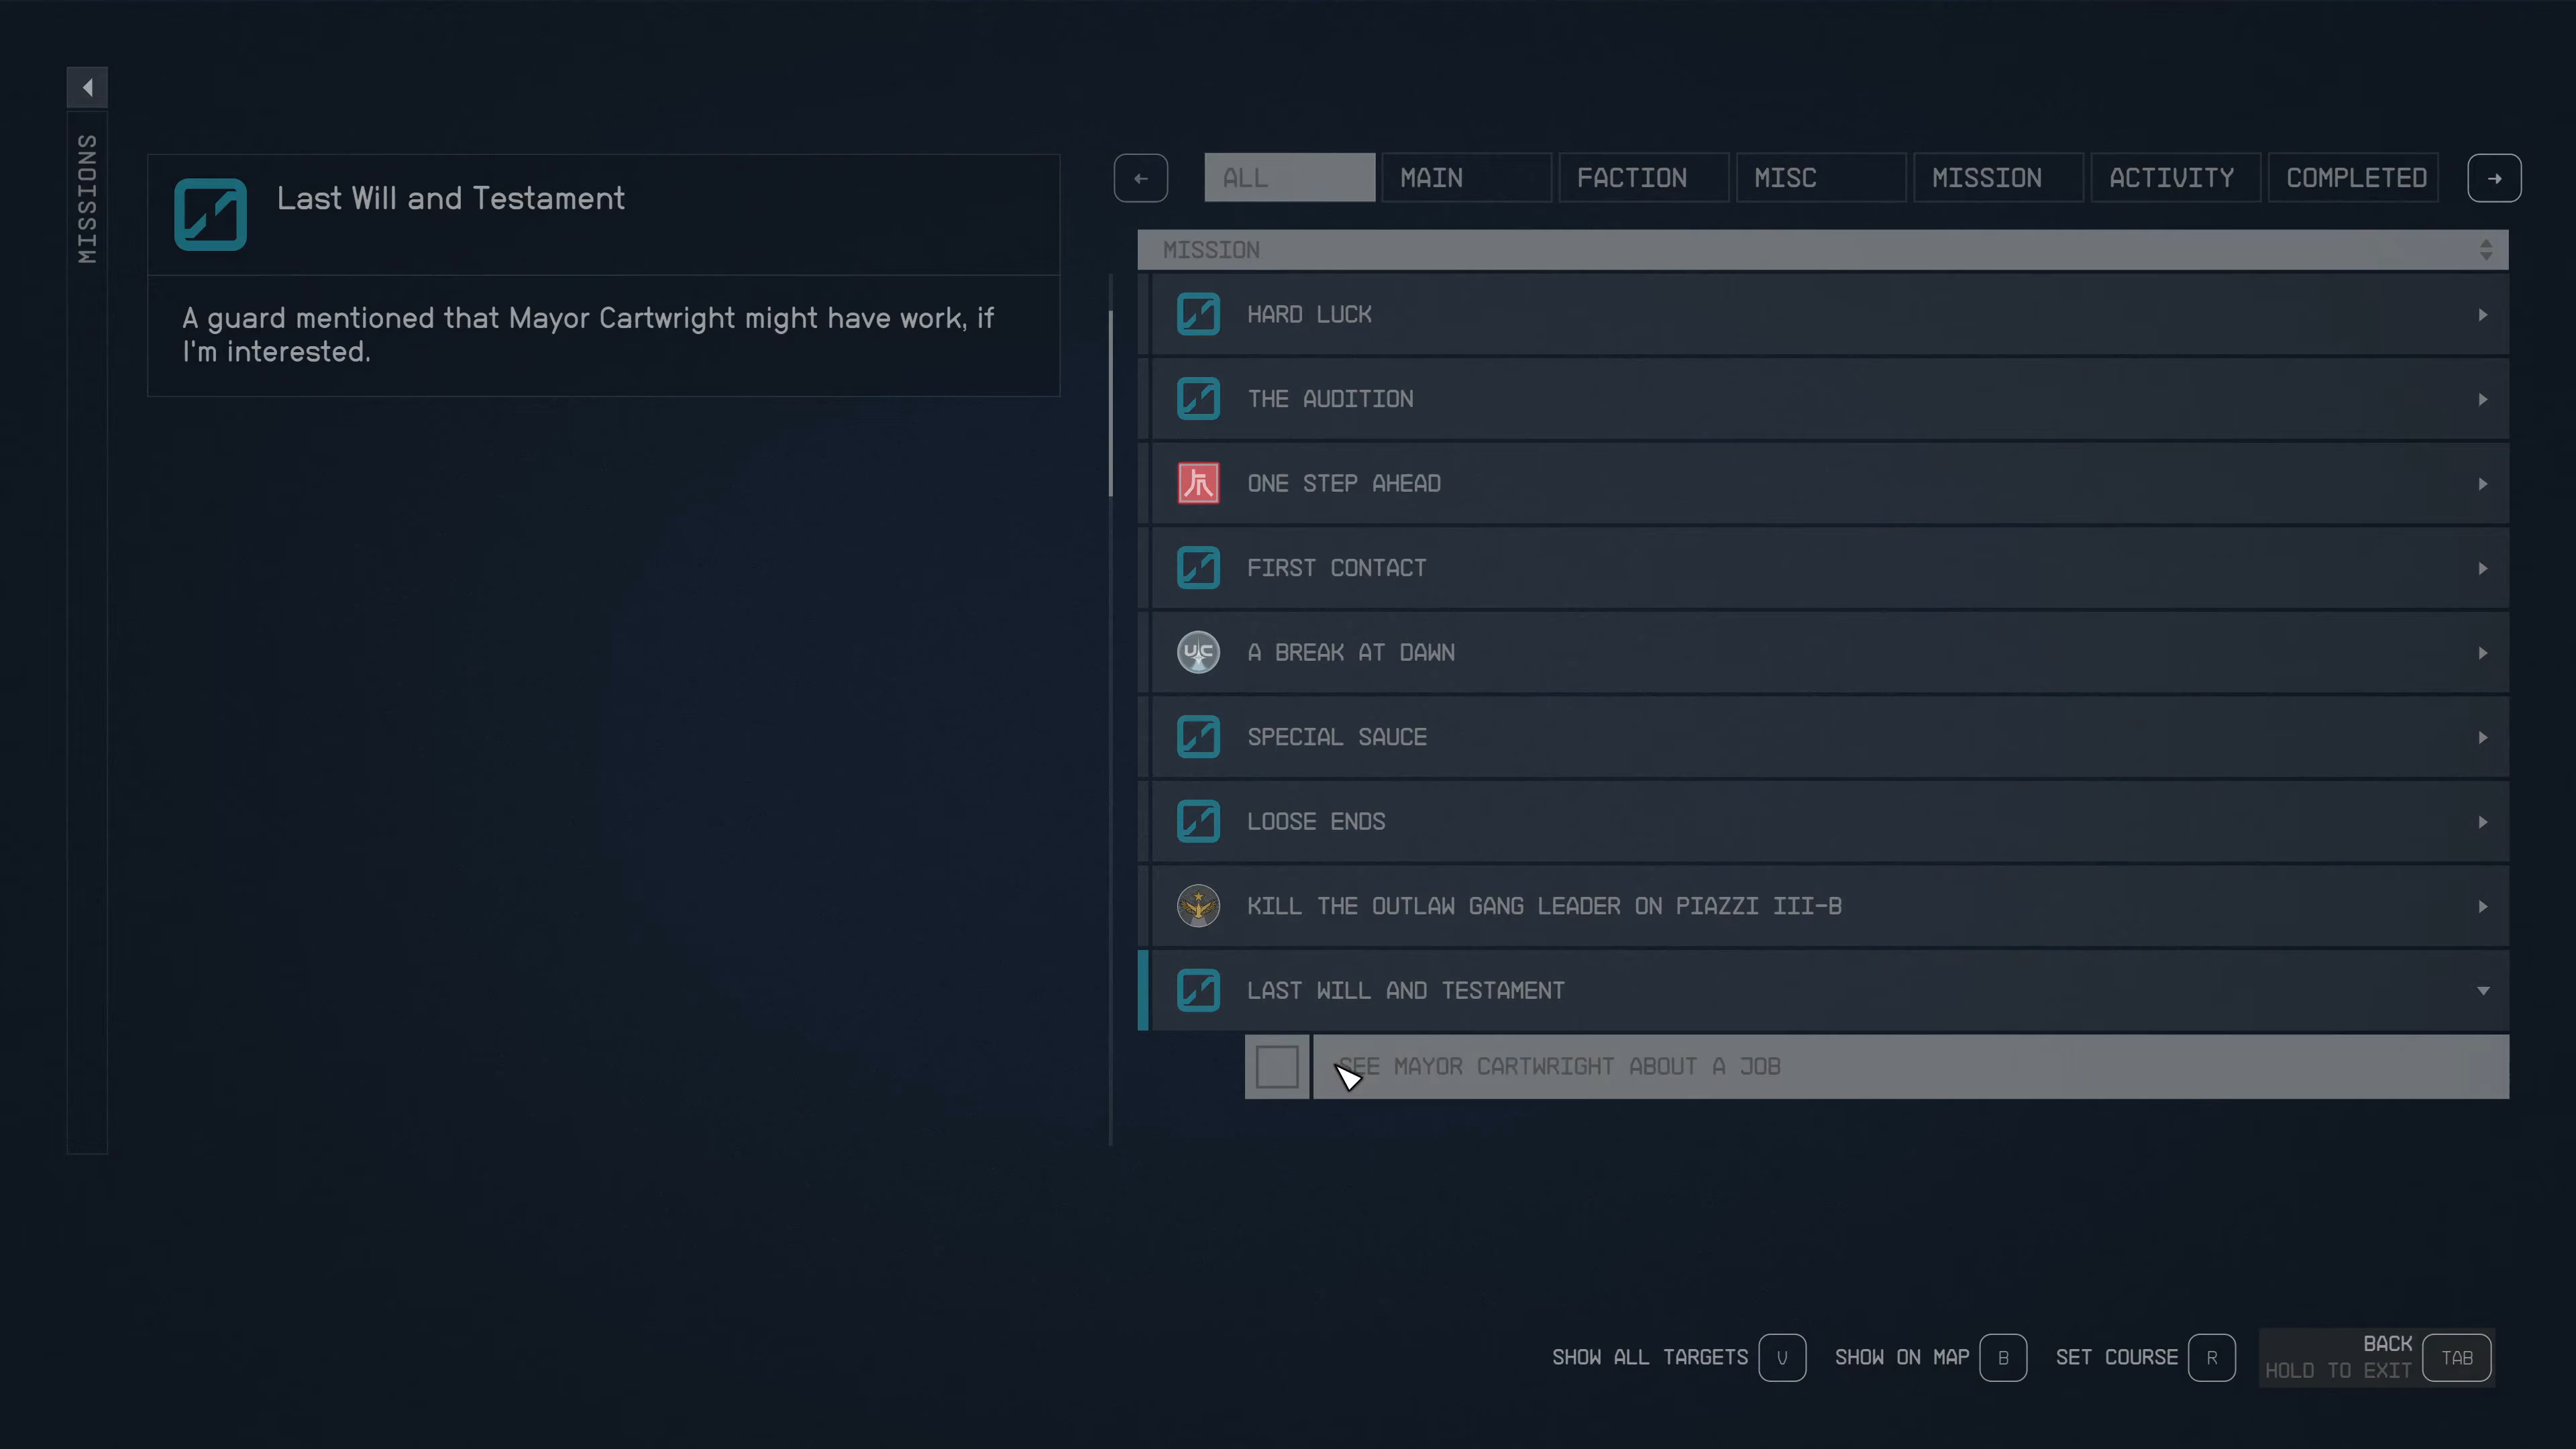 MISSIONS
Last Will and Testament
A guard mentioned that Mayor Cartwright might have work, if
I'm interested.
ALL
MAIN
FACTION
MISC
MISSION
ACTIVITY
COMPLETED
MISSION
HARD LUCK
THE AUDITION
ONE STEP AHEAD
FIRST CONTACT
UC
A BREAK AT DAWN
SPECIAL SAUCE
LOOSE ENDS
KILL THE OUTLAW GANG LEADER ON PIAZZI III-B
LAST WILL AND TESTAMENT
SEE MAYOR CARTWRIGHT ABOUT A JOB
SHOW ALL TARGETS V
SHOW ON MAP B
SET COURSE R
BACK
HOLD TO EXIT
TAB